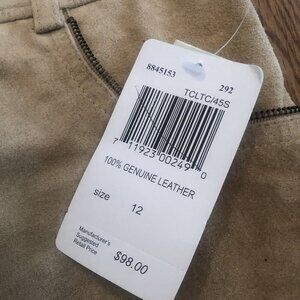 8845153 292
TCLTC/45S
7 11923 00249 0
100% GENUINE LEATHER
size 12
Manufacturer's
Suggested
Retail Price
$98.00